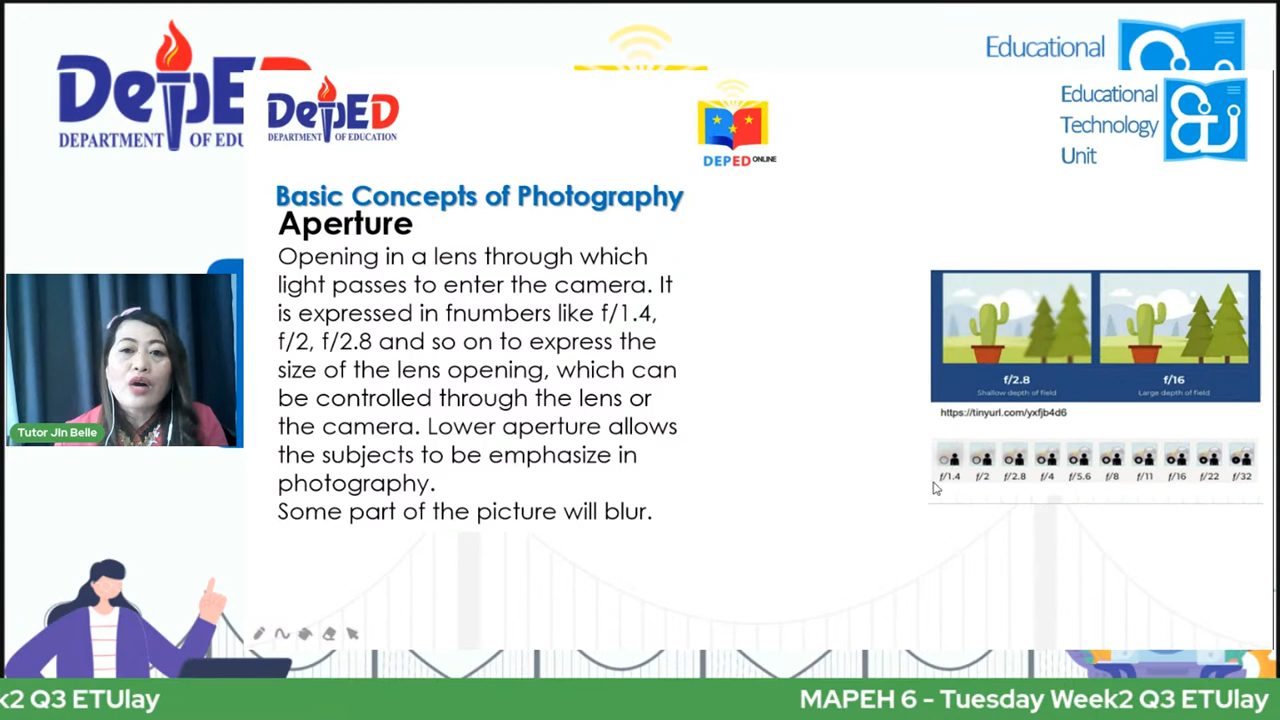 DepED
DEPARTMENT OF EDU
Educational
DepED
DEPARTMENT OF EDUCATION
DEPED ONLINE
Educational
Technology
Unit
Basic Concepts of Photography
Aperture
Opening in a lens through which
light passes to enter the camera. It
is expressed in fnumbers like f/1.4,
f/2, f/2.8 and so on to express the
size of the lens opening, which can
be controlled through the lens or
the camera. Lower aperture allows
the subjects to be emphasize in
photography.
Some part of the picture will blur.
f/2.8
Shallow depth of field
f/16
Large depth of field
https://tinyurl.com/yxfjb4d6
f/1.4 f/2 f/2.8 f/4 f/5.6 f/8 f/11 f/16 f/22 f/32
Tutor Jin Belle
k2 Q3 ETUlay
MAPEH 6 - Tuesday Week2 Q3 ETUlay